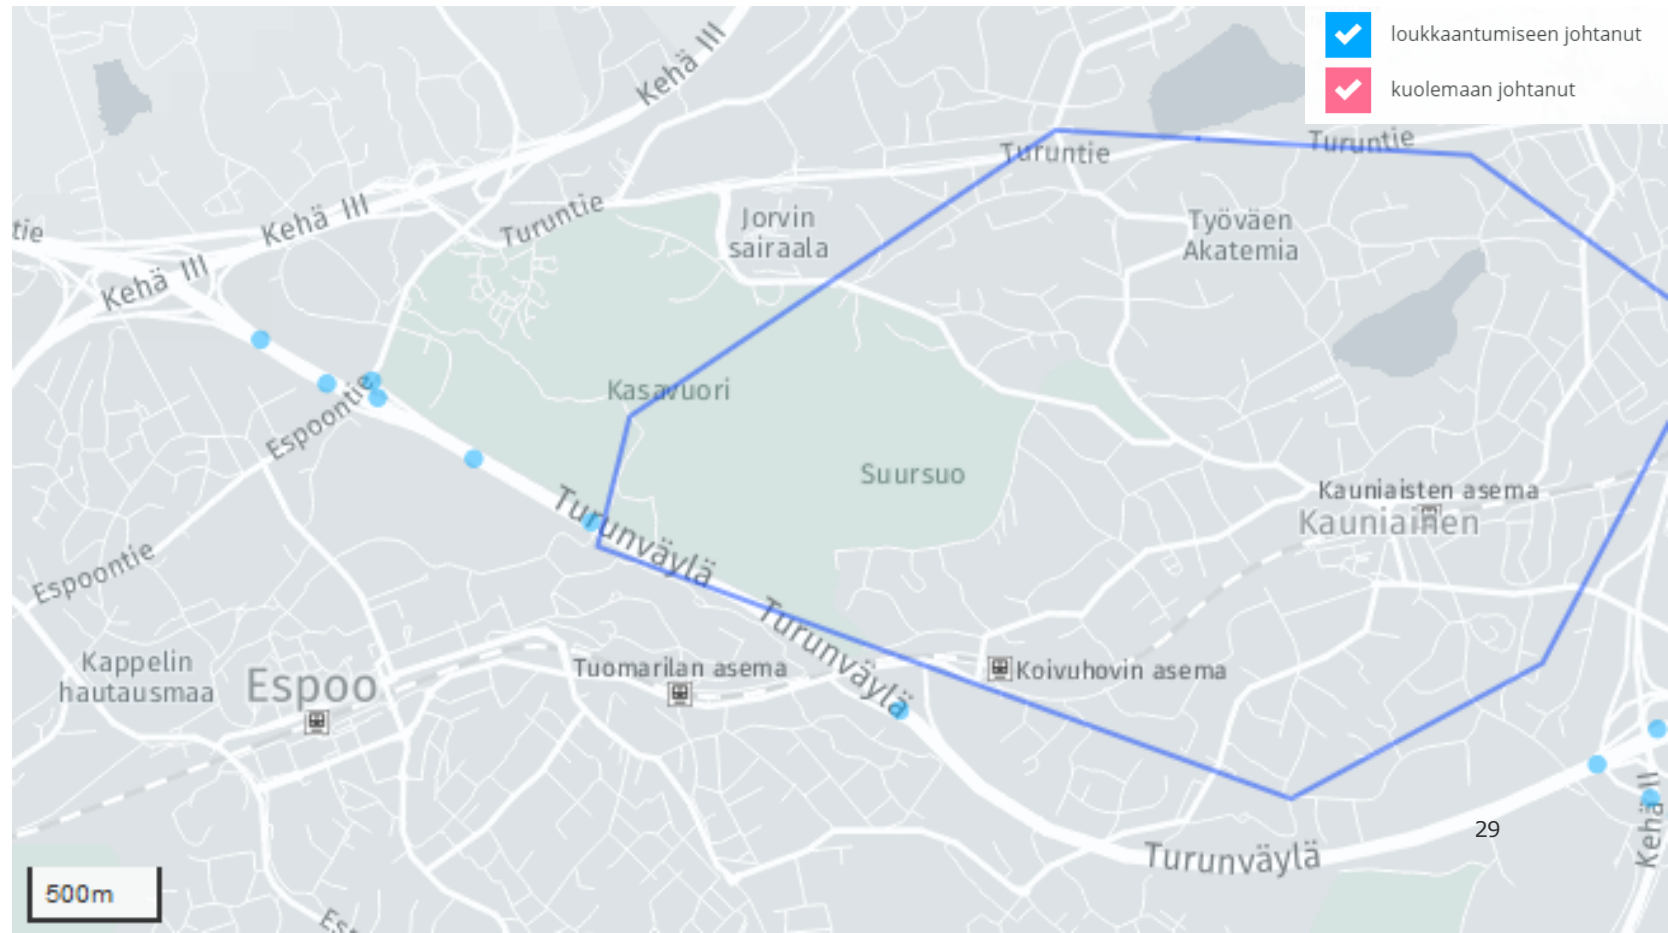 loukkaantumiseen johtanut
kuolemaan johtanut
Kehä III
Turuntie
Turuntie
tie
Kehä III
Turuntie
Jorvin
sairaala
Työväen
Akatemia
Kehä III
Kasavuori
Espoontie
Suursuo
Kauniaisten asema
Kauniainen
Turunväylä
Espoontie
Turunväylä
Kappelin
hautausmaa
Espoo
Tuomarilan asema
Koivuhovin asema
Kehä II
29
Turunväylä
500m